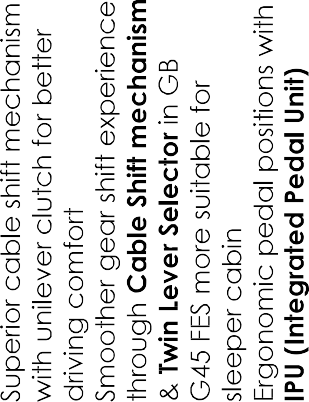 Superior cable shift mechanism
with unilever clutch for better
driving comfort
Smoother gear shift experience
through Cable Shift mechanism
& Twin Lever Selector in GB
G45 FES more suitable for
sleeper cabin
Ergonomic pedal positions with
IPU (Integrated Pedal Unit)